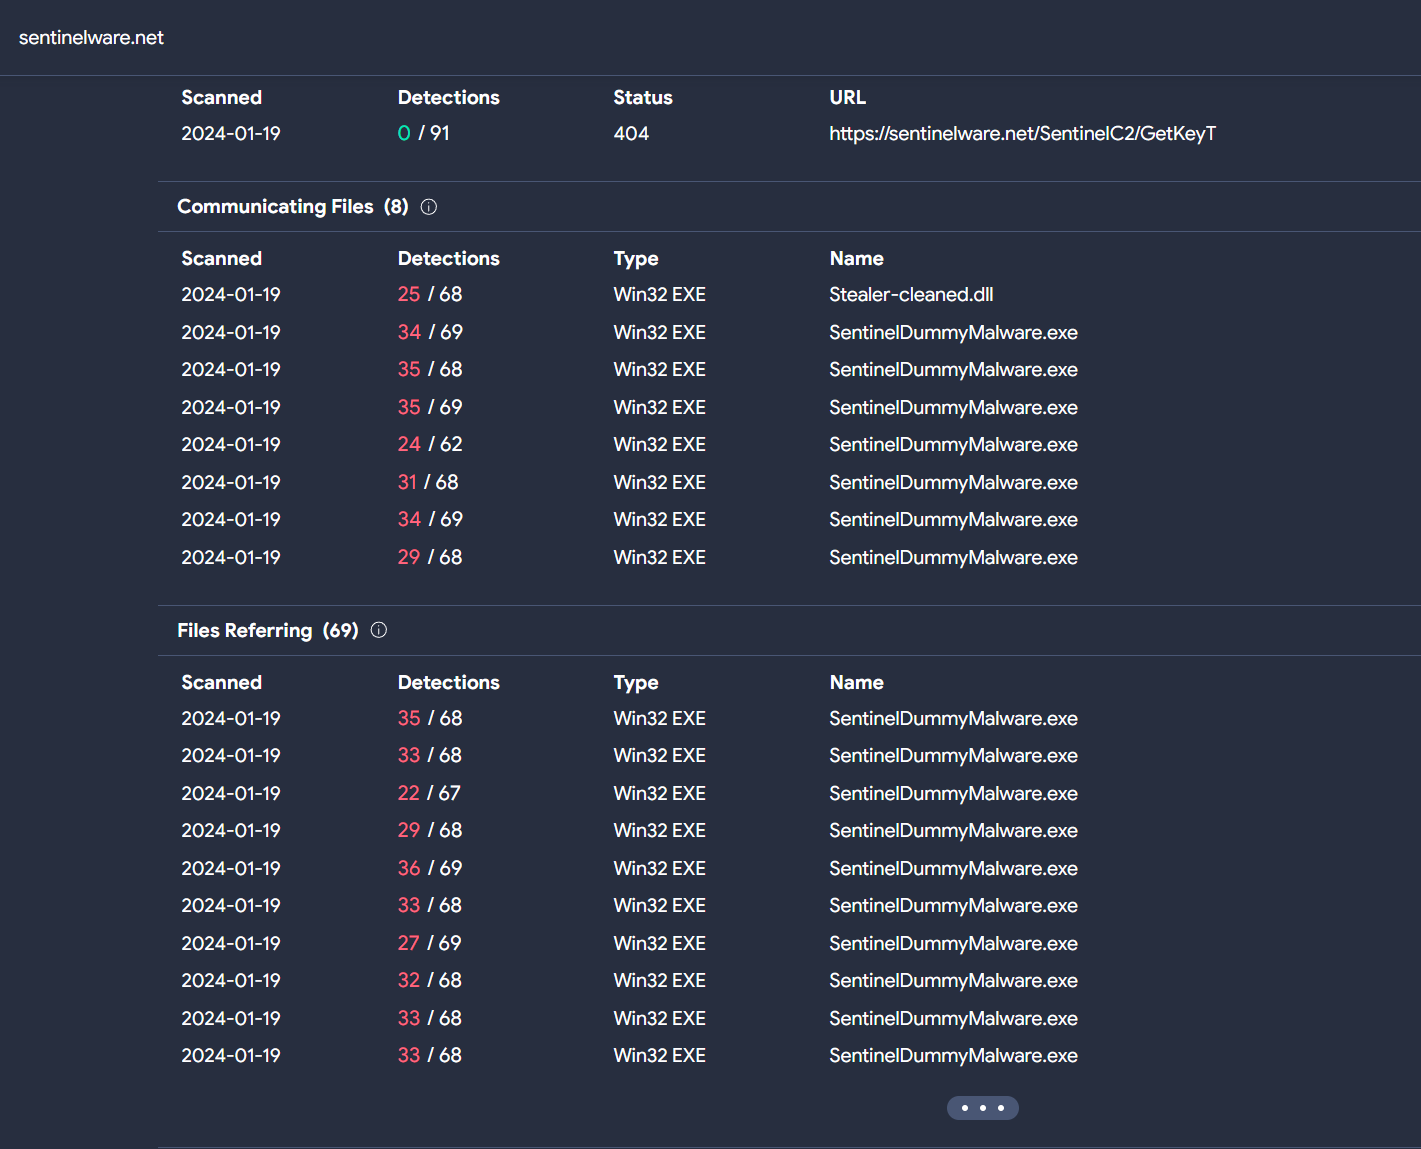 sentinelware.net
Scanned Detections Status URL
2024-01-19 0 / 91 404 https://sentinelware.net/SentinelC2/GetKeyT
Communicating Files (8)
Scanned Detections Type Name
2024-01-19 25 / 68 Win32 EXE Stealer-cleaned.dll
2024-01-19 34 / 69 Win32 EXE SentinelDummyMalware.exe
2024-01-19 35 / 68 Win32 EXE SentinelDummyMalware.exe
2024-01-19 35 / 69 Win32 EXE SentinelDummyMalware.exe
2024-01-19 24 / 62 Win32 EXE SentinelDummyMalware.exe
2024-01-19 31 / 68 Win32 EXE SentinelDummyMalware.exe
2024-01-19 34 / 69 Win32 EXE SentinelDummyMalware.exe
2024-01-19 29 / 68 Win32 EXE SentinelDummyMalware.exe
Files Referring (69)
Scanned Detections Type Name
2024-01-19 35 / 68 Win32 EXE SentinelDummyMalware.exe
2024-01-19 33 / 68 Win32 EXE SentinelDummyMalware.exe
2024-01-19 22 / 67 Win32 EXE SentinelDummyMalware.exe
2024-01-19 29 / 68 Win32 EXE SentinelDummyMalware.exe
2024-01-19 36 / 69 Win32 EXE SentinelDummyMalware.exe
2024-01-19 33 / 68 Win32 EXE SentinelDummyMalware.exe
2024-01-19 27 / 69 Win32 EXE SentinelDummyMalware.exe
2024-01-19 32 / 68 Win32 EXE SentinelDummyMalware.exe
2024-01-19 33 / 68 Win32 EXE SentinelDummyMalware.exe
2024-01-19 33 / 68 Win32 EXE SentinelDummyMalware.exe